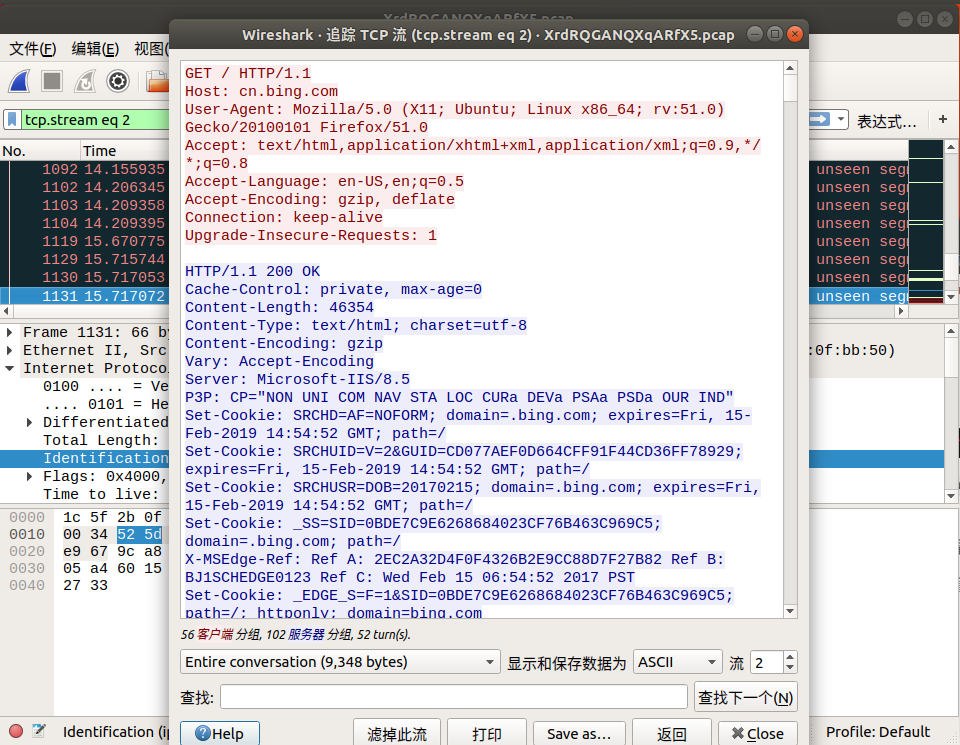 Wireshark · 追踪 TCP 流 (tcp.stream eq 2) · XrdRQGANQXqARfX5.pcap
文件(F) 编辑(E) 视图(
tcp.stream eq 2
表达式… +
No. Time
1092 14.155935 unseen seg
1102 14.206345 unseen seg
1103 14.209358 unseen seg
1104 14.209395 unseen seg
1119 15.670775 unseen seg
1129 15.715744 unseen seg
1130 15.717053 unseen seg
1131 15.717072 unseen seg
Frame 1131: 66 by
Ethernet II, Src :0f:bb:50)
Internet Protoco
0100 .... = Ve
.... 0101 = He
Differentiated
Total Length:
Identification
Flags: 0x4000,
Time to live:
0000 1c 5f 2b 0f
0010 00 34 52 5d
0020 e9 67 9c a8
0030 05 a4 60 15
0040 27 33
GET / HTTP/1.1
Host: cn.bing.com
User-Agent: Mozilla/5.0 (X11; Ubuntu; Linux x86_64; rv:51.0)
Gecko/20100101 Firefox/51.0
Accept: text/html,application/xhtml+xml,application/xml;q=0.9,*/
*;q=0.8
Accept-Language: en-US,en;q=0.5
Accept-Encoding: gzip, deflate
Connection: keep-alive
Upgrade-Insecure-Requests: 1
HTTP/1.1 200 OK
Cache-Control: private, max-age=0
Content-Length: 46354
Content-Type: text/html; charset=utf-8
Content-Encoding: gzip
Vary: Accept-Encoding
Server: Microsoft-IIS/8.5
P3P: CP="NON UNI COM NAV STA LOC CURa DEVa PSAa PSDa OUR IND"
Set-Cookie: SRCHD=AF=NOFORM; domain=.bing.com; expires=Fri, 15-
Feb-2019 14:54:52 GMT; path=/
Set-Cookie: SRCHUID=V=2&GUID=CD077AEF0D664CFF91F44CD36FF78929;
expires=Fri, 15-Feb-2019 14:54:52 GMT; path=/
Set-Cookie: SRCHUSR=DOB=20170215; domain=.bing.com; expires=Fri,
15-Feb-2019 14:54:52 GMT; path=/
Set-Cookie: _SS=SID=0BDE7C9E6268684023CF76B463C969C5;
domain=.bing.com; path=/
X-MSEdge-Ref: Ref A: 2EC2A32D4F0F4326B2E9CC88D7F27B82 Ref B:
BJ1SCHEDGE0123 Ref C: Wed Feb 15 06:54:52 2017 PST
Set-Cookie: _EDGE_S=F=1&SID=0BDE7C9E6268684023CF76B463C969C5;
path=/; httponly; domain=bing.com
56 客户端 分组, 102 服务器 分组, 52 turn(s).
Entire conversation (9,348 bytes) 显示和保存数据为 ASCII 流 2
查找: 查找下一个(N)
Help 滤掉此流 打印 Save as… 返回 Close
Identification (ip Profile: Default